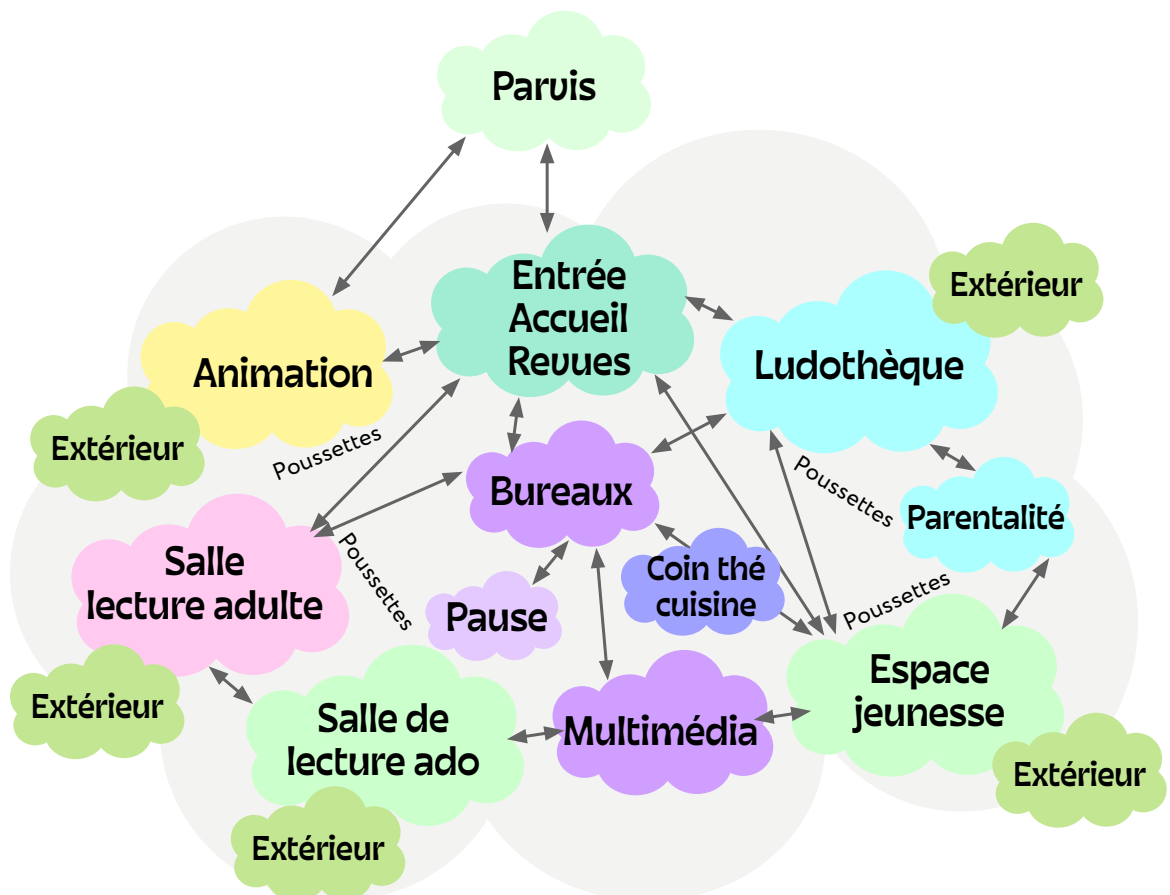 Parvis
Entrée
Accueil
Revues
Extérieur
Ludothèque
Animation
Extérieur
Poussettes
Bureaux
Poussettes
Parentalité
Salle
lecture adulte
Poussettes
Coin thé
cuisine
Pause
Poussettes
Extérieur
Salle de
lecture ado
Multimédia
Espace
jeunesse
Extérieur
Extérieur